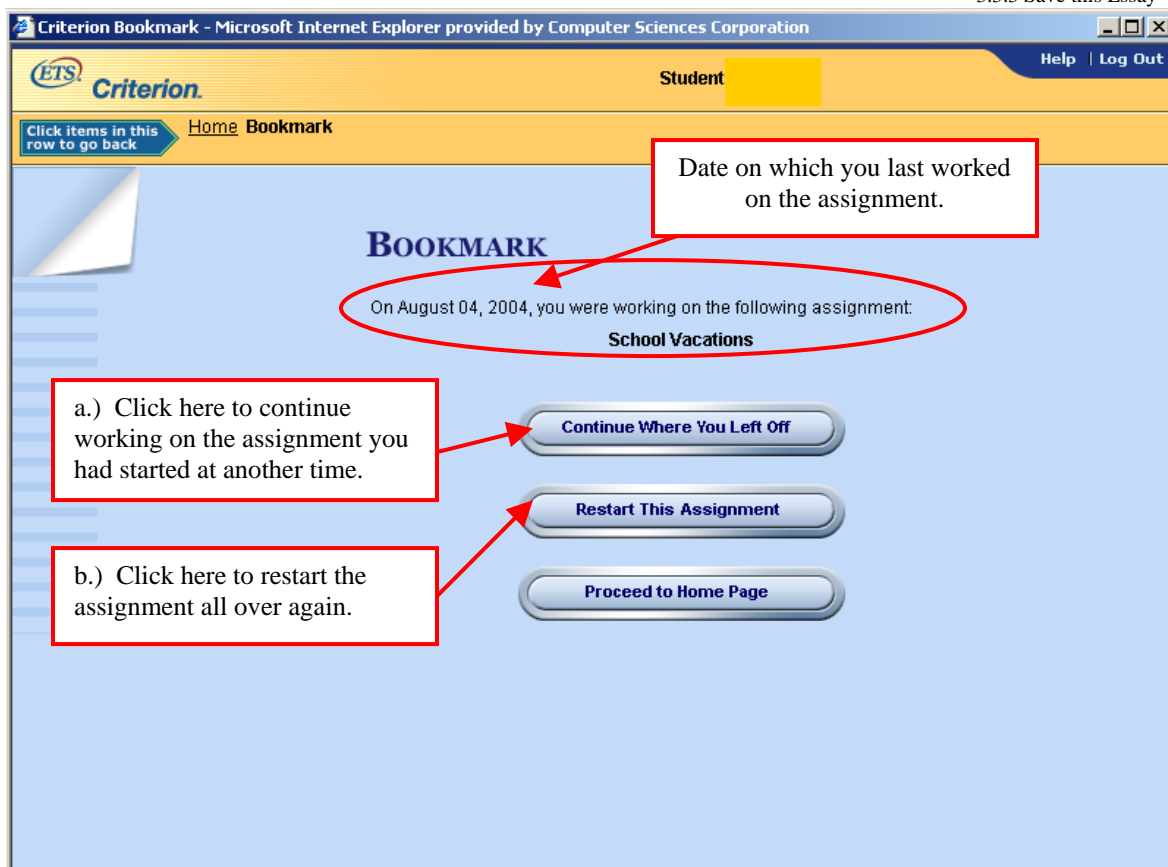 3.3.3 Save this Essay
Criterion Bookmark - Microsoft Internet Explorer provided by Computer Sciences Corporation
Help | Log Out
ETS
Criterion.
Student
Click items in this
row to go back
Home Bookmark
Date on which you last worked
on the assignment.
BOOKMARK
On August 04, 2004, you were working on the following assignment:
School Vacations
a.) Click here to continue
working on the assignment you
had started at another time.
Continue Where You Left Off
Restart This Assignment
b.) Click here to restart the
assignment all over again.
Proceed to Home Page